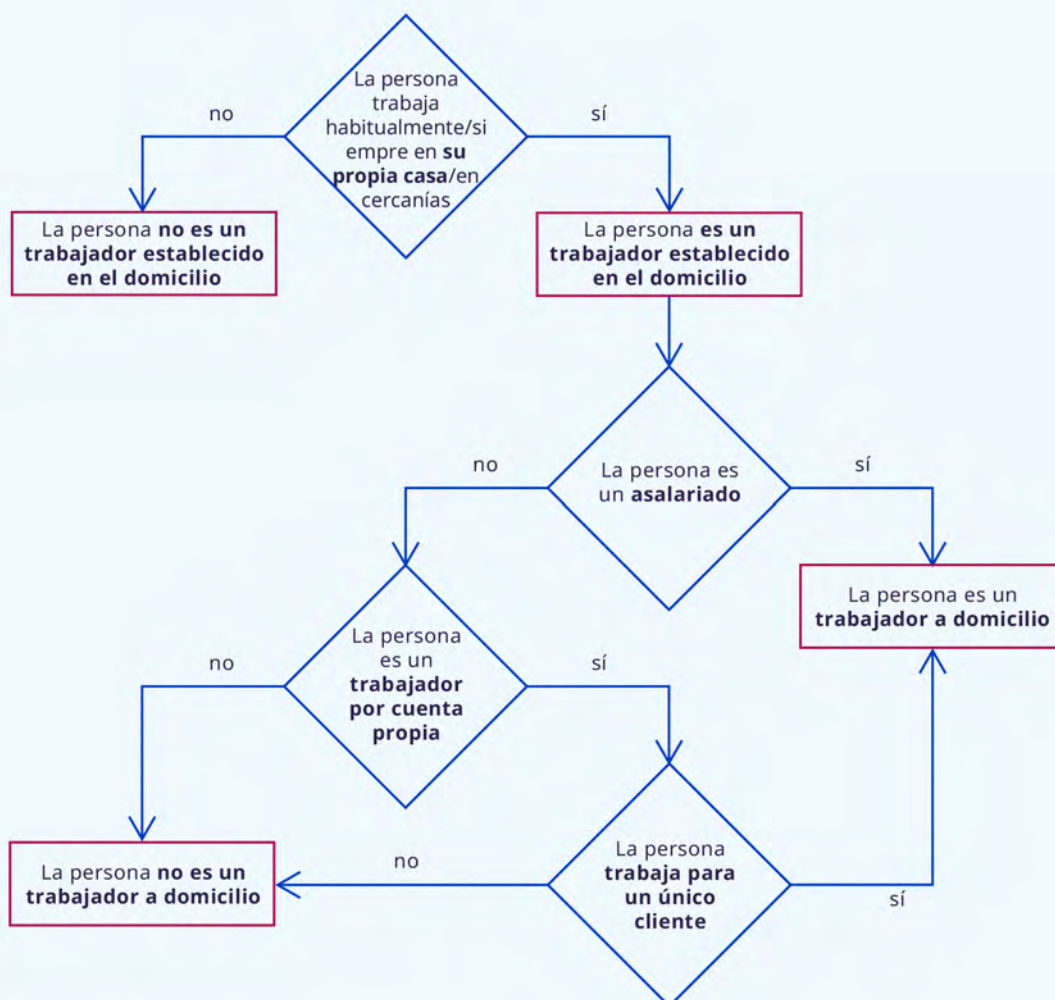 La persona
trabaja
habitualmente/si
empre en su
propia casa/en
cercanías
no
sí
La persona no es un
trabajador establecido
en el domicilio
La persona es un
trabajador establecido
en el domicilio
La persona es
un asalariado
no
sí
La persona es un
trabajador a domicilio
La persona
es un
trabajador
por cuenta
propia
no
sí
La persona no es un
trabajador a domicilio
La persona
trabaja para
un único
cliente
no
sí